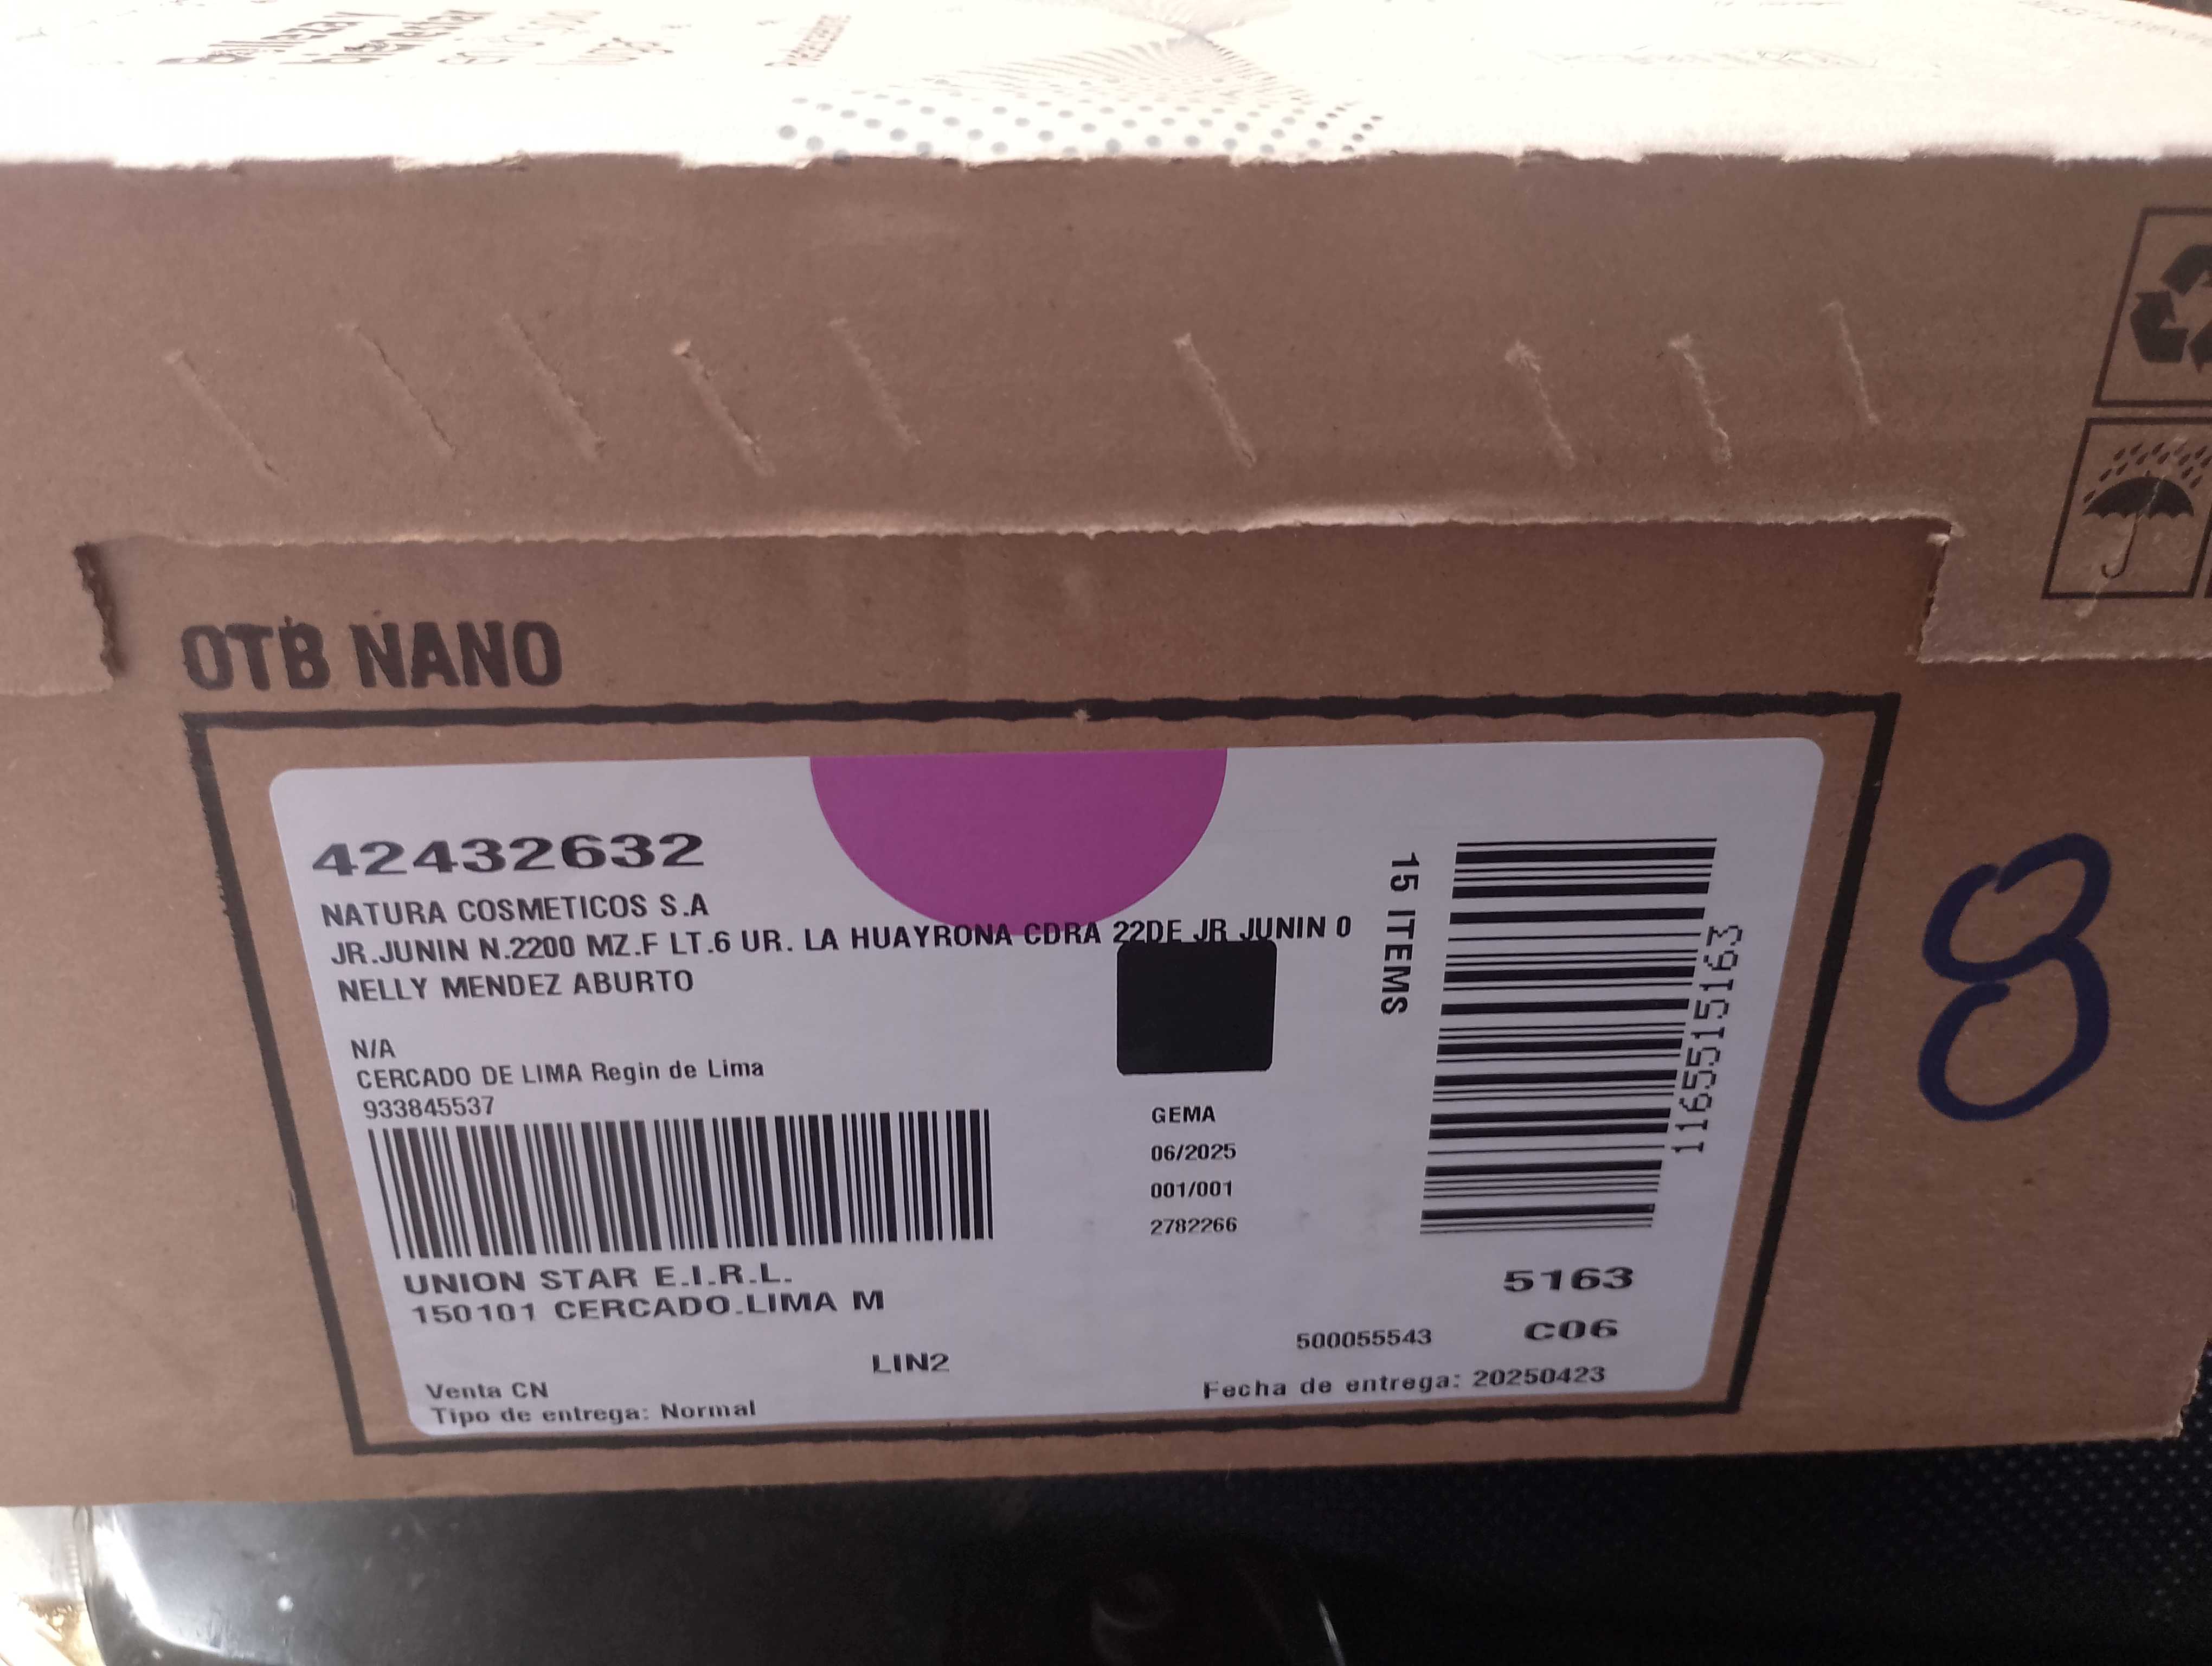 Belleza y
bienestar
OTB NANO
42432632
NATURA COSMETICOS S.A
JR.JUNIN N.2200 MZ.F LT.6 UR. LA HUAYRONA CDRA 22DE JR JUNIN 0
NELLY MENDEZ ABURTO
N/A
CERCADO DE LIMA Regin de Lima
933845537
15 ITEMS
1165515163
GEMA
06/2025
001/001
2782266
UNION STAR E.I.R.L.
150101 CERCADO.LIMA M
5163
500055543
C06
LIN2
Venta CN
Tipo de entrega: Normal
Fecha de entrega: 20250423
8